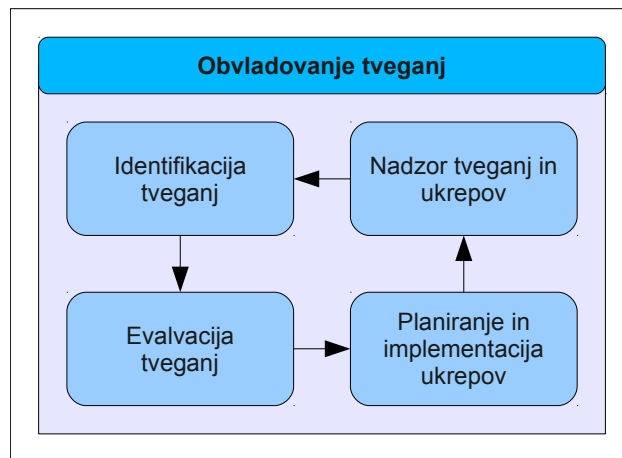 Obvladovanje tveganj
Identifikacija
tveganj
Nadzor tveganj in
ukrepov
Evalvacija
tveganj
Planiranje in
implementacija
ukrepov